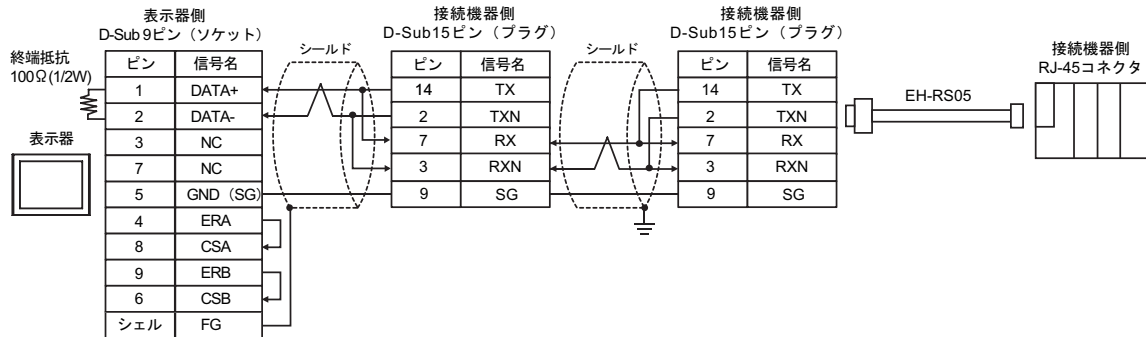 表示器側
D-Sub 9ピン（ソケット）
終端抵抗
100Ω(1/2W)
表示器
ピン 信号名
1 DATA+
2 DATA-
3 NC
7 NC
5 GND（SG）
4 ERA
8 CSA
9 ERB
6 CSB
シェル FG
シールド
接続機器側
D-Sub15ピン（プラグ）
ピン 信号名
14 TX
2 TXN
7 RX
3 RXN
9 SG
シールド
接続機器側
D-Sub15ピン（プラグ）
ピン 信号名
14 TX
2 TXN
7 RX
3 RXN
9 SG
EH-RS05
接続機器側
RJ-45コネクタ